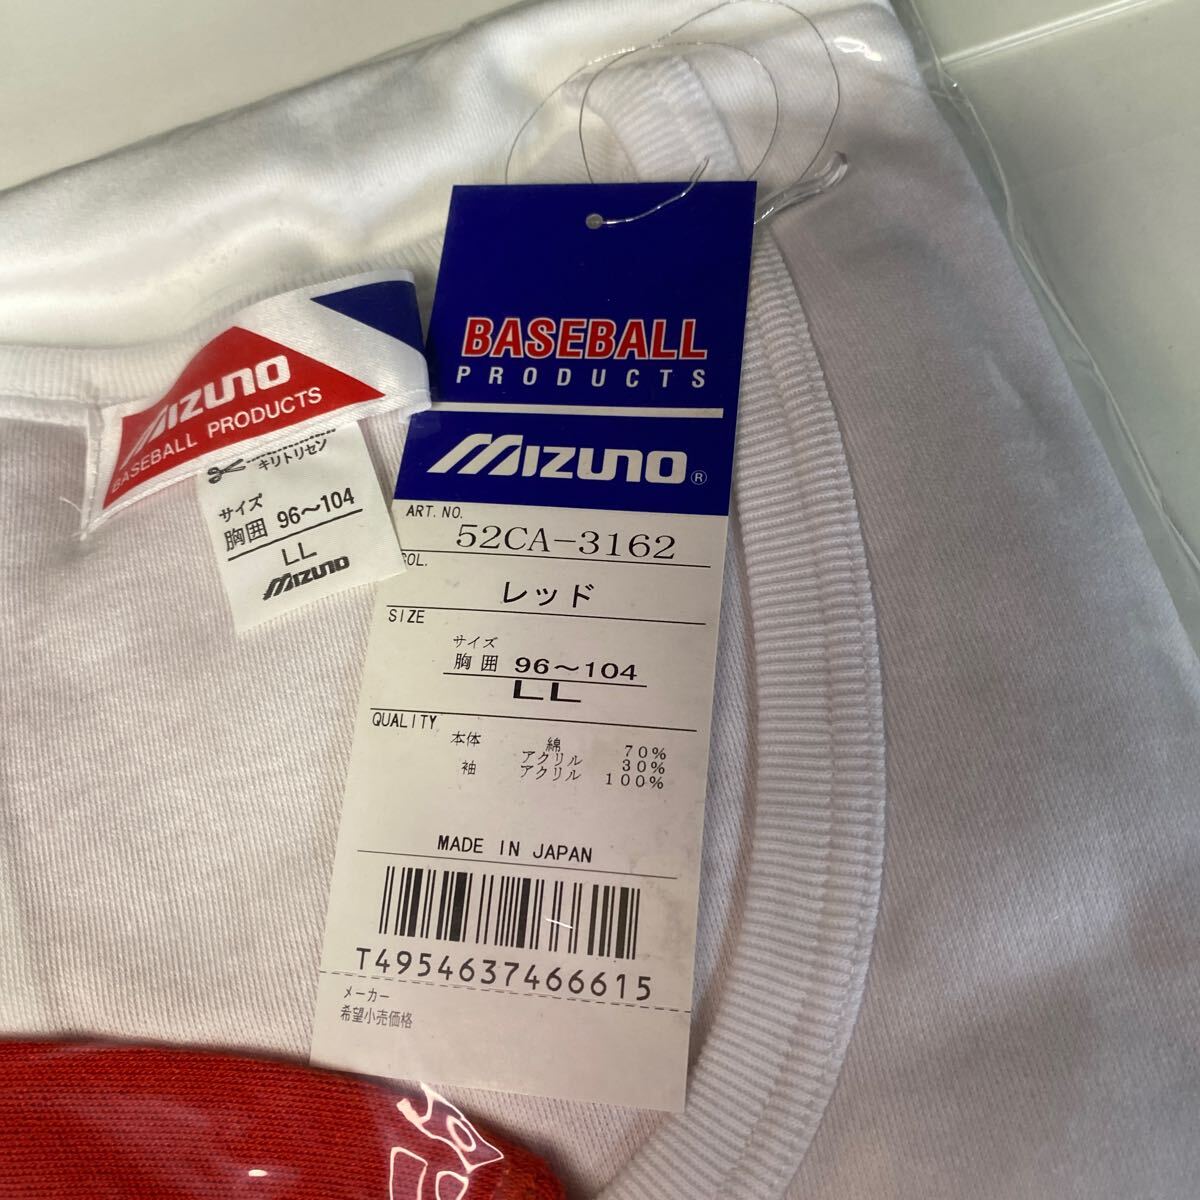 BASEBALL
PRODUCTS
MIZUNO®
ART. NO.
52CA-3162
COL.
レッド
SIZE
サイズ
胸囲 96~104
LL
QUALITY
本体 綿 70%
アクリル 30%
袖 アクリル 100%
MADE IN JAPAN
T4954637466615
メーカー
希望小売価格
MIZUNO
BASEBALL PRODUCTS
キリトリセン
サイズ
胸囲 96~104
LL
MIZUNO